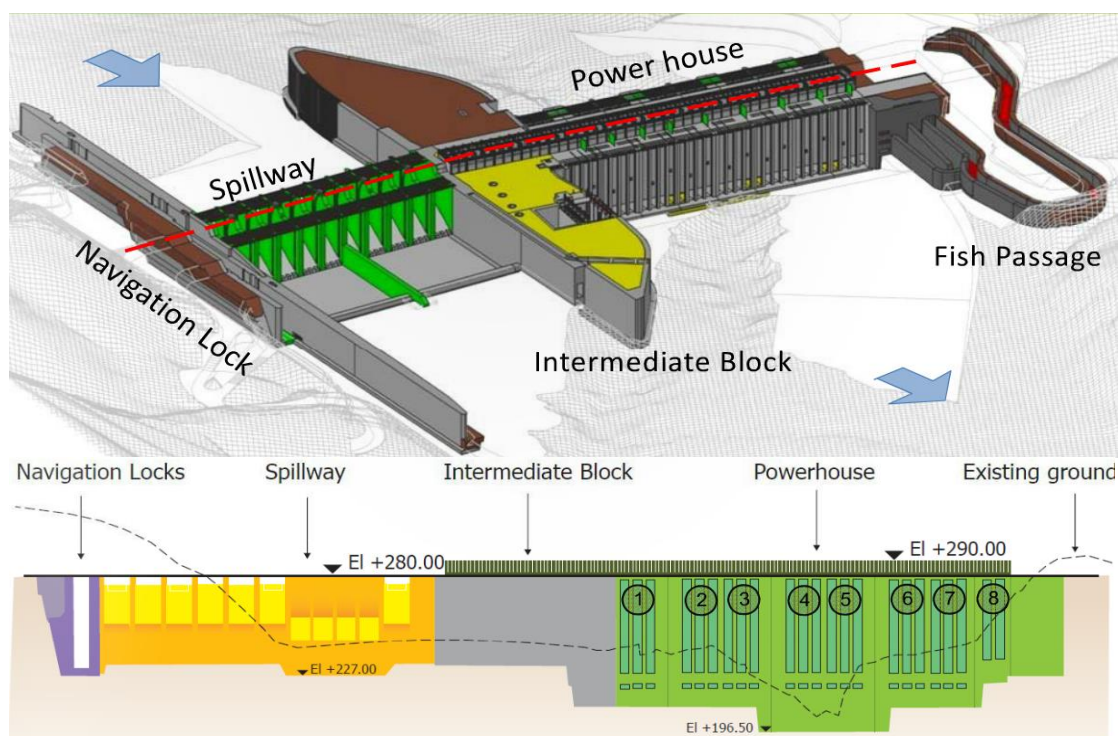 Power house
Spillway
Navigation Lock
Fish Passage
Intermediate Block
Navigation Locks
Spillway
Intermediate Block
Powerhouse
Existing ground
El +280.00
El +290.00
1 2 3 4 5 6 7 8
El +227.00
El +196.50